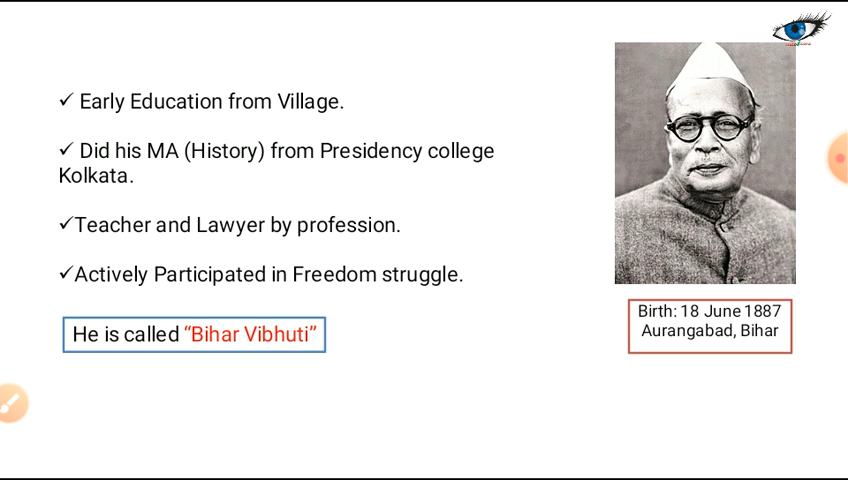 ✓ Early Education from Village.
✓ Did his MA (History) from Presidency college
Kolkata.
✓Teacher and Lawyer by profession.
✓Actively Participated in Freedom struggle.
He is called “Bihar Vibhuti”
Birth: 18 June 1887
Aurangabad, Bihar